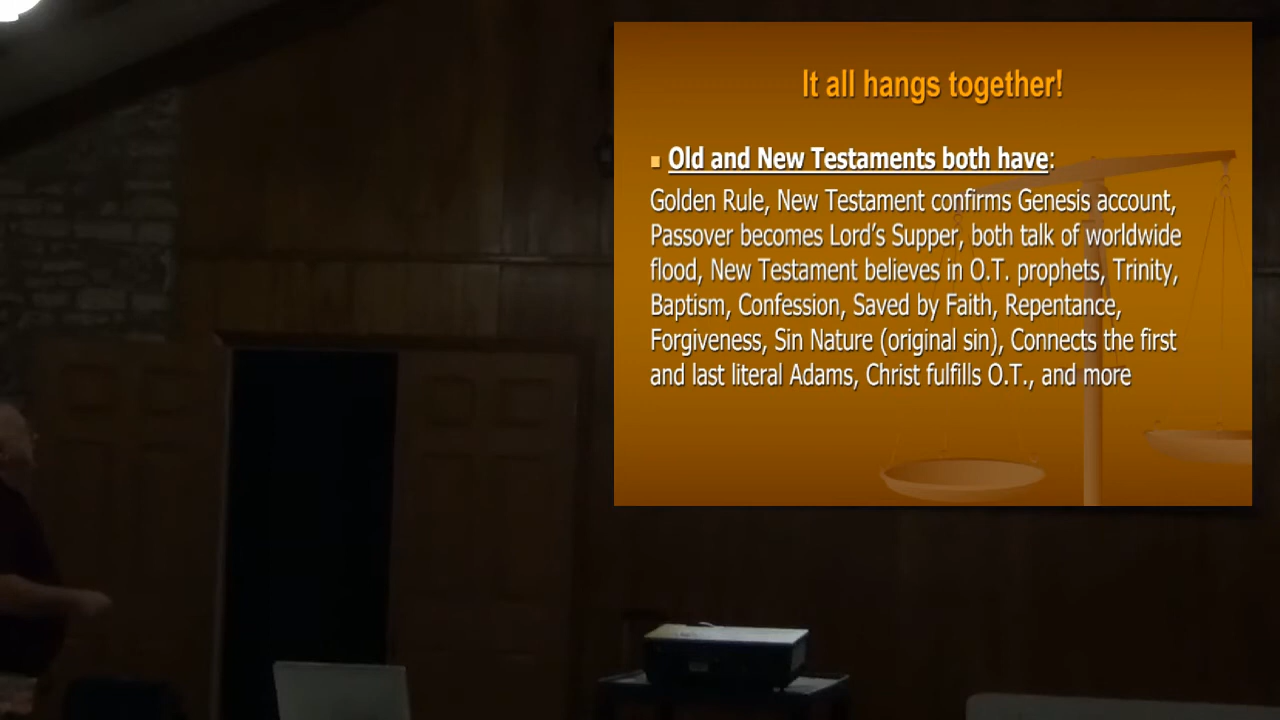 It all hangs together!
Old and New Testaments both have:
Golden Rule, New Testament confirms Genesis account,
Passover becomes Lord's Supper, both talk of worldwide
flood, New Testament believes in O.T. prophets, Trinity,
Baptism, Confession, Saved by Faith, Repentance,
Forgiveness, Sin Nature (original sin), Connects the first
and last literal Adams, Christ fulfills O.T., and more